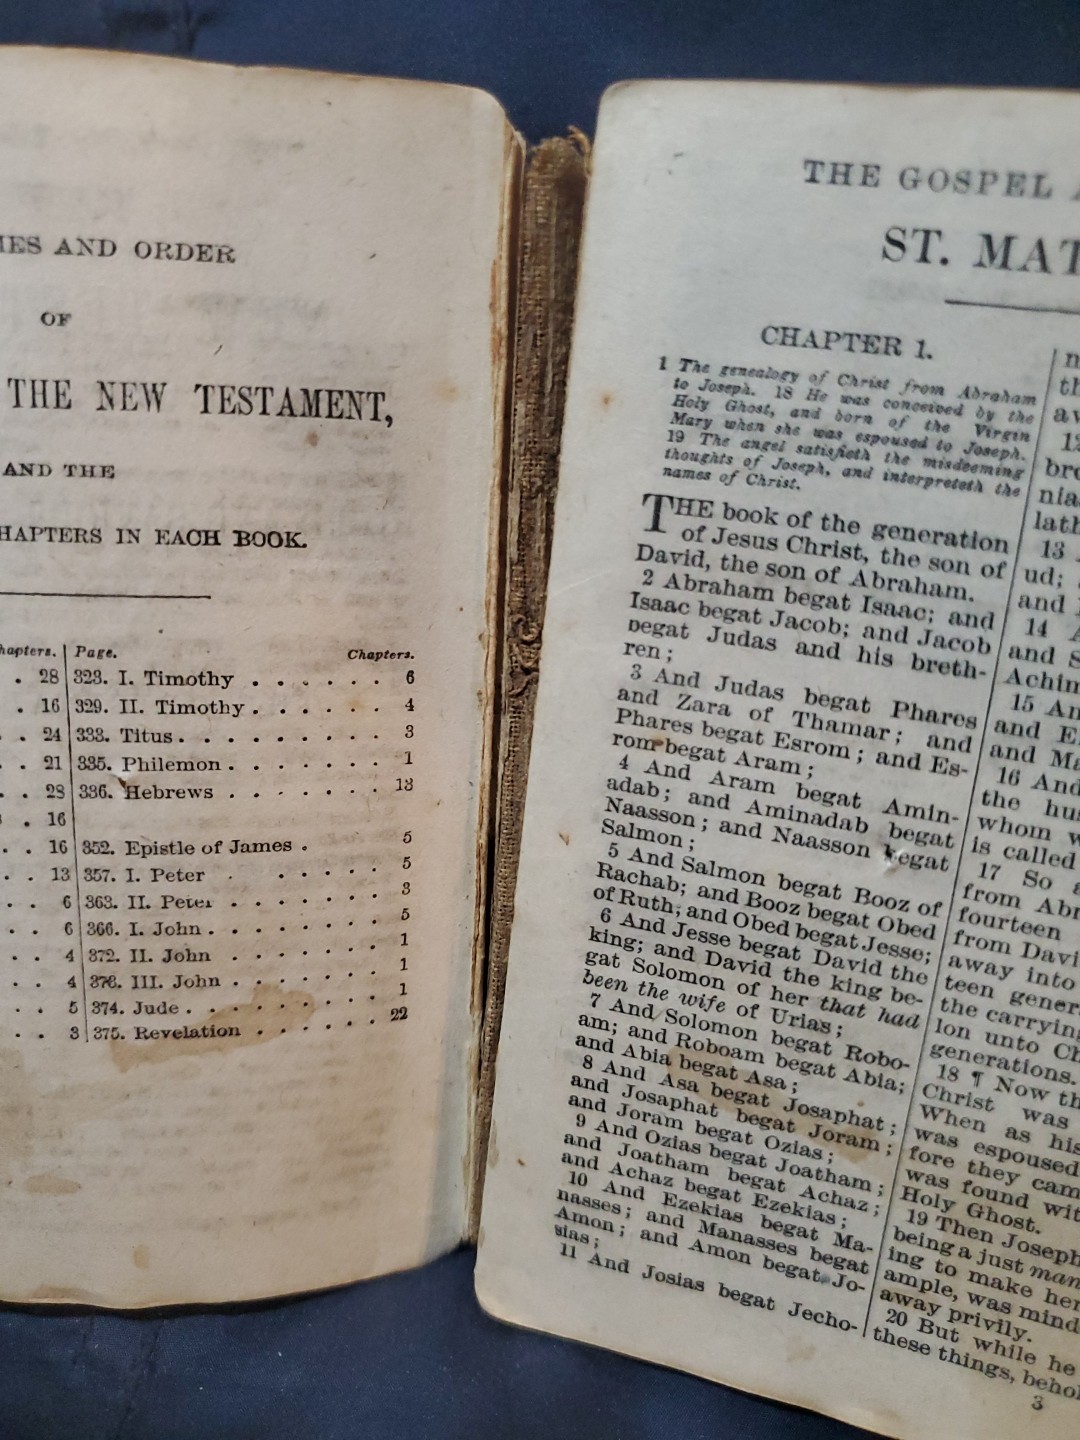 AND ORDER
OF
THE NEW TESTAMENT,
AND THE
CHAPTERS IN EACH BOOK.
Chapters. | Page. Chapters.
. 28 323. I. Timothy . . . . . . 6
. 16 329. II. Timothy . . . . . . 4
. . 24 333. Titus . . . . . . . . . 3
. . 21 335. Philemon . . . . . . . 1
. . 28 336. Hebrews . . . . . . . 13
. 16
. . 16 352. Epistle of James . 5
. . 13 357. I. Peter . . . . . . 5
. . 6 363. II. Peter . . . . . . . 3
. . 6 366. I. John . . . . . . . . 5
. . 4 372. II. John . . . . . . . 1
. . 4 373. III. John . . . . . . . 1
. . 5 374. Jude . . . . . . . . . 1
. . 3 375. Revelation . . . . . . 22
THE GOSPEL
ST.
CHAPTER 1.
1 The genealogy of Christ from Abraham
to Joseph. 18 He was conceived by the
Holy Ghost, and born of the Virgin
Mary when she was espoused to Joseph.
19 The angel satisfieth the misdeeming
thoughts of Joseph, and interpreteth the
names of Christ.
THE book of the generation
of Jesus Christ, the son of
David, the son of Abraham.
2 Abraham begat Isaac; and
Isaac begat Jacob; and Jacob
begat Judas and his breth-
ren;
3 And Judas begat Phares
and Zara of Thamar; and
Phares begat Esrom; and Es-
rom begat Aram;
4 And Aram begat Amin-
adab; and Aminadab begat
Naasson; and Naasson begat
Salmon;
5 And Salmon begat Booz of
Rachab; and Booz begat Obed
of Ruth; and Obed begat Jesse;
6 And Jesse begat David the
king; and David the king be-
gat Solomon of her that had
been the wife of Urias;
7 And Solomon begat Robo-
am; and Roboam begat Abia;
and Abia begat Asa;
8 And Asa begat Josaphat;
and Josaphat begat Joram;
and Joram begat Ozias;
9 And Ozias begat Joatham;
and Joatham begat Achaz;
and Achaz begat Ezekias;
10 And Ezekias begat Ma-
nasses; and Manasses begat
Amon; and Amon begat Jo-
sias;
11 And Josias begat Jecho-
13
ud;
and
14
and
Achim
15
and
and
16 And
the
whom
is called
17 So
from
fourteen
from
away into
teen
the carrying
lon unto
generations.
18 ¶ Now
Christ was
When as his
was espoused
fore they
was found
Holy Ghost.
19 Then Joseph
being a just man
ing to make her
ample, was
away privily.
20 But while he
these things,
3